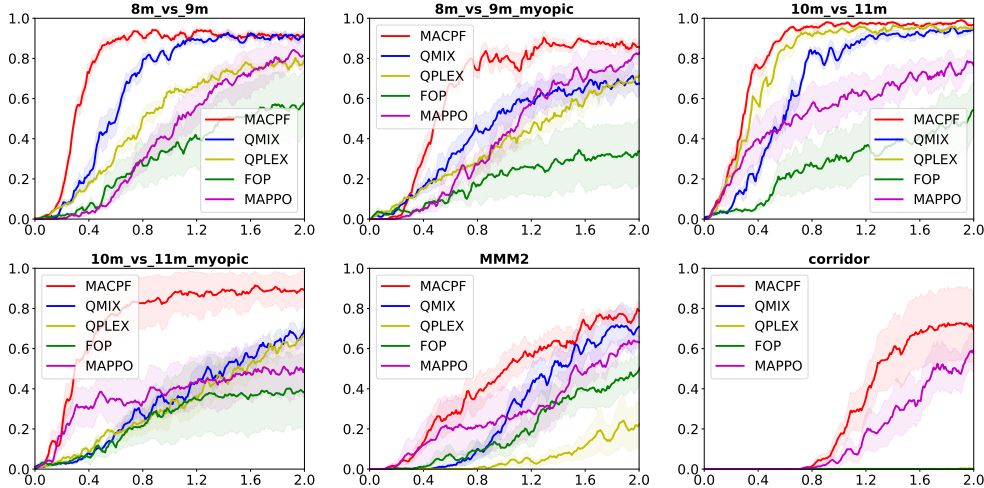 8m_vs_9m
1.0
0.8
0.6
0.4
0.2
0.0
MACPF
QMIX
QPLEX
FOP
MAPPO
0.0 0.4 0.8 1.2 1.6 2.0
8m_vs_9m_myopic
1.0
0.8
0.6
0.4
0.2
0.0
MACPF
QMIX
QPLEX
FOP
MAPPO
0.0 0.4 0.8 1.2 1.6 2.0
10m_vs_11m
1.0
0.8
0.6
0.4
0.2
0.0
MACPF
QMIX
QPLEX
FOP
MAPPO
0.0 0.4 0.8 1.2 1.6 2.0
10m_vs_11m_myopic
1.0
0.8
0.6
0.4
0.2
0.0
MACPF
QMIX
QPLEX
FOP
MAPPO
0.0 0.4 0.8 1.2 1.6 2.0
MMM2
1.0
0.8
0.6
0.4
0.2
0.0
MACPF
QMIX
QPLEX
FOP
MAPPO
0.0 0.4 0.8 1.2 1.6 2.0
corridor
1.0
0.8
0.6
0.4
0.2
0.0
MACPF
QMIX
QPLEX
FOP
MAPPO
0.0 0.4 0.8 1.2 1.6 2.0